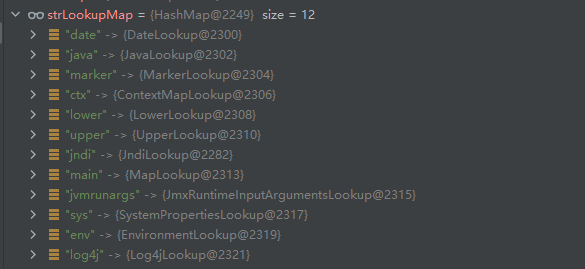 strLookupMap = {HashMap@2249} size = 12
"date" -> {DateLookup@2300}
"java" -> {JavaLookup@2302}
"marker" -> {MarkerLookup@2304}
"ctx" -> {ContextMapLookup@2306}
"lower" -> {LowerLookup@2308}
"upper" -> {UpperLookup@2310}
"jndi" -> {JndiLookup@2282}
"main" -> {MapLookup@2313}
"jvmrunargs" -> {JmxRuntimeInputArgumentsLookup@2315}
"sys" -> {SystemPropertiesLookup@2317}
"env" -> {EnvironmentLookup@2319}
"log4j" -> {Log4jLookup@2321}